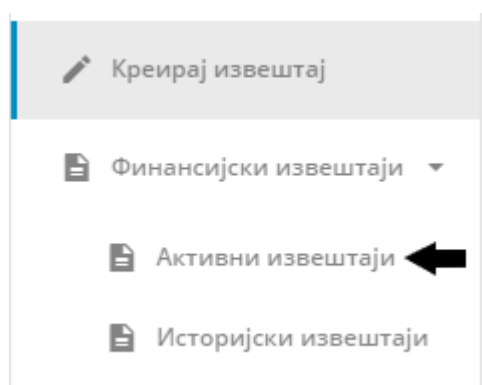 Креирај извештај
Финансијски извештаји
Активни извештаји
Историјски извештаји